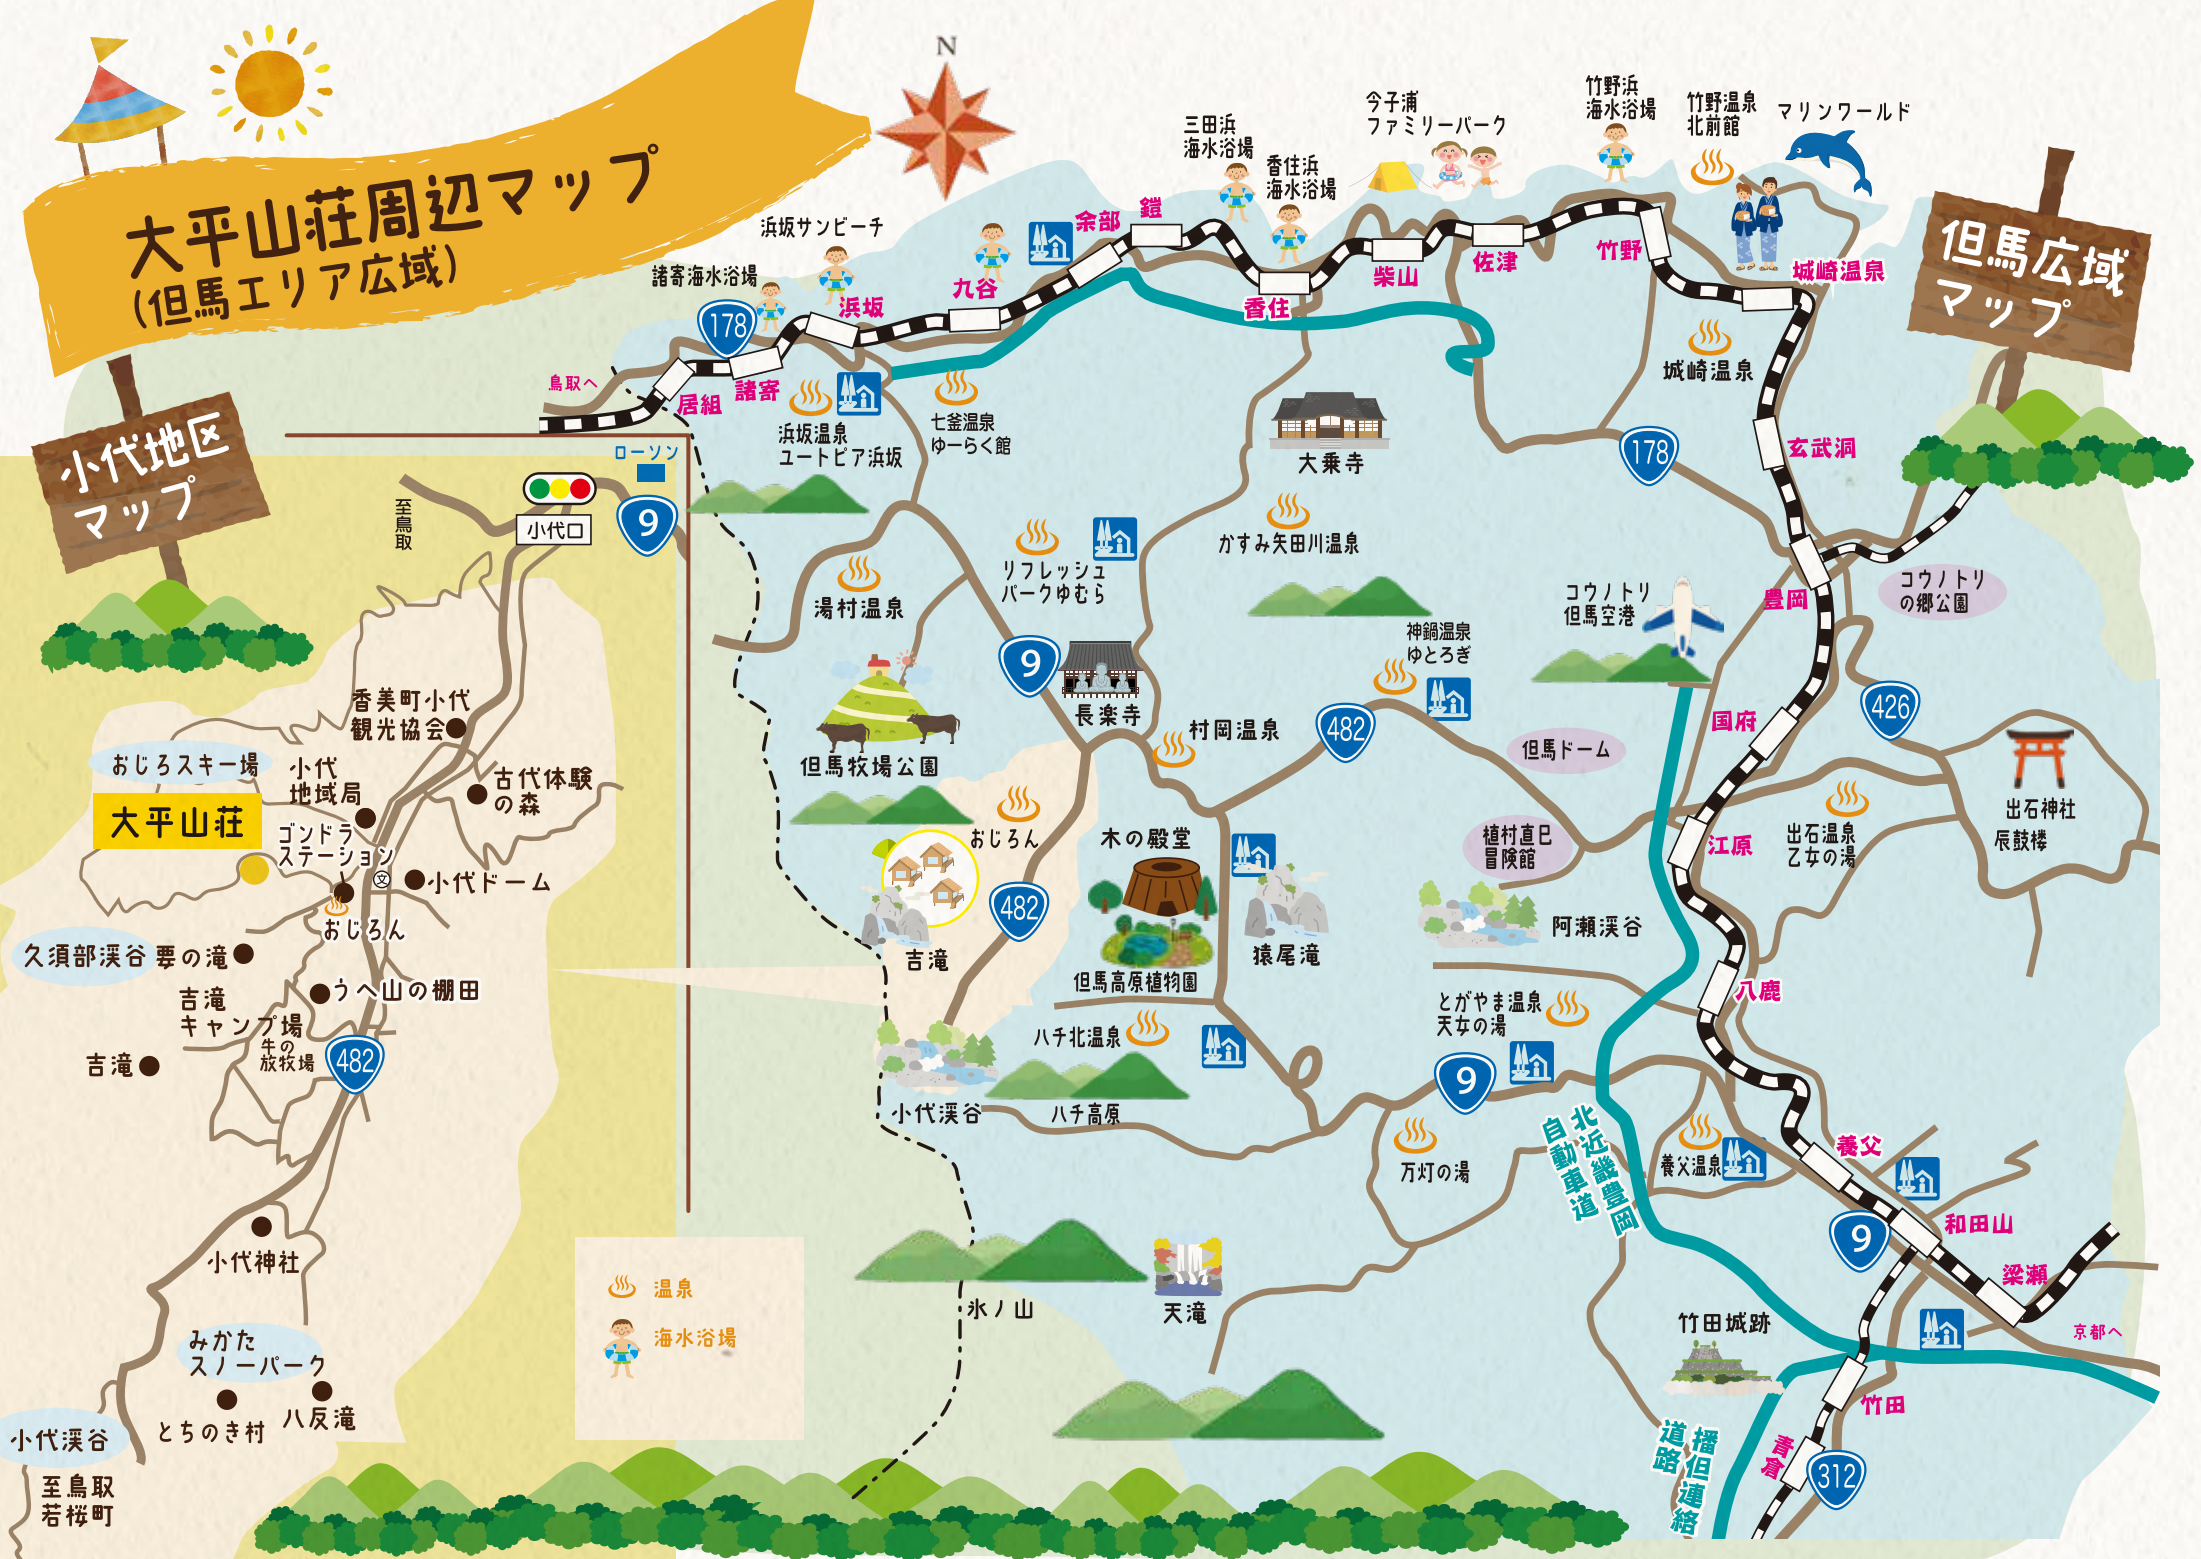 大平山荘周辺マップ
(但馬エリア広域)
N
小代地区
マップ
但馬広域
マップ
諸寄海水浴場
浜坂サンビーチ
三田浜
海水浴場
香住浜
海水浴場
今子浦
ファミリーパーク
竹野浜
海水浴場
竹野温泉
北前館
マリンワールド
鳥取へ
居組
178
諸寄
浜坂
九谷
余部
鎧
香住
柴山
佐津
竹野
城崎温泉
城崎温泉
玄武洞
178
浜坂温泉
ユートピア浜坂
七釜温泉
ゆーらく館
大乗寺
かすみ矢田川温泉
湯村温泉
リフレッシュ
パークゆむら
9
長楽寺
但馬牧場公園
村岡温泉
482
神鍋温泉
ゆとろぎ
コウノトリ
但馬空港
豊岡
コウノトリ
の郷公園
国府
426
但馬ドーム
植村直巳
冒険館
江原
出石温泉
乙女の湯
出石神社
辰鼓楼
おじろん
482
吉滝
木の殿堂
但馬高原植物園
猿尾滝
阿瀬渓谷
八鹿
とがやま温泉
天女の湯
ハチ北温泉
ハチ高原
小代渓谷
9
万灯の湯
北近畿豊岡
自動車道
養父温泉
養父
9
和田山
梁瀬
京都へ
氷ノ山
天滝
竹田城跡
竹田
青倉
312
播但連絡
道路
ローソン
9
小代口
至鳥取
香美町小代
観光協会
おじろスキー場
小代
地域局
古代体験
の森
大平山荘
ゴンドラ
ステーション
文
小代ドーム
おじろん
久須部渓谷
要の滝
うへ山の棚田
吉滝
キャンプ場
牛の
放牧場
吉滝
482
小代神社
みかた
スノーパーク
とちのき村
八反滝
小代渓谷
至鳥取
若桜町
温泉
海水浴場